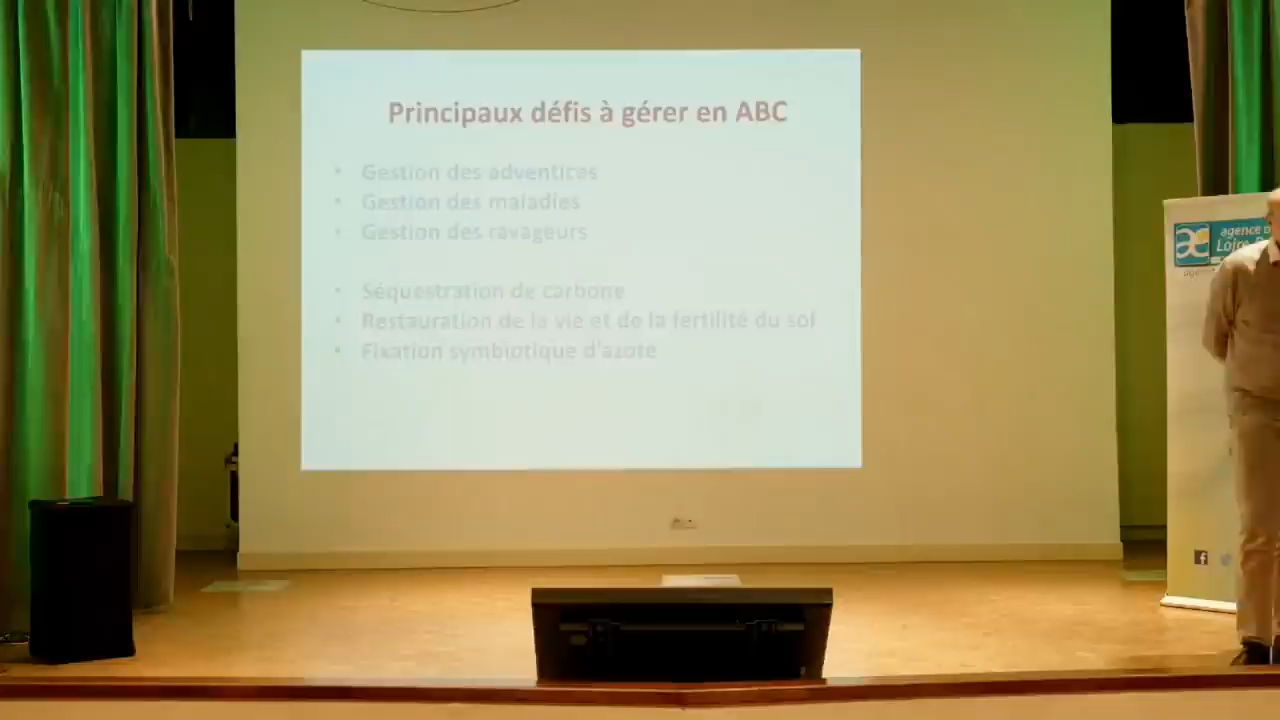 Principaux défis à gérer en ABC
• Gestion des adventices
• Gestion des maladies
• Gestion des ravageurs
• Séquestration de carbone
• Restauration de la vie et de la fertilité du sol
• Fixation symbiotique d'azote
agence
Loire